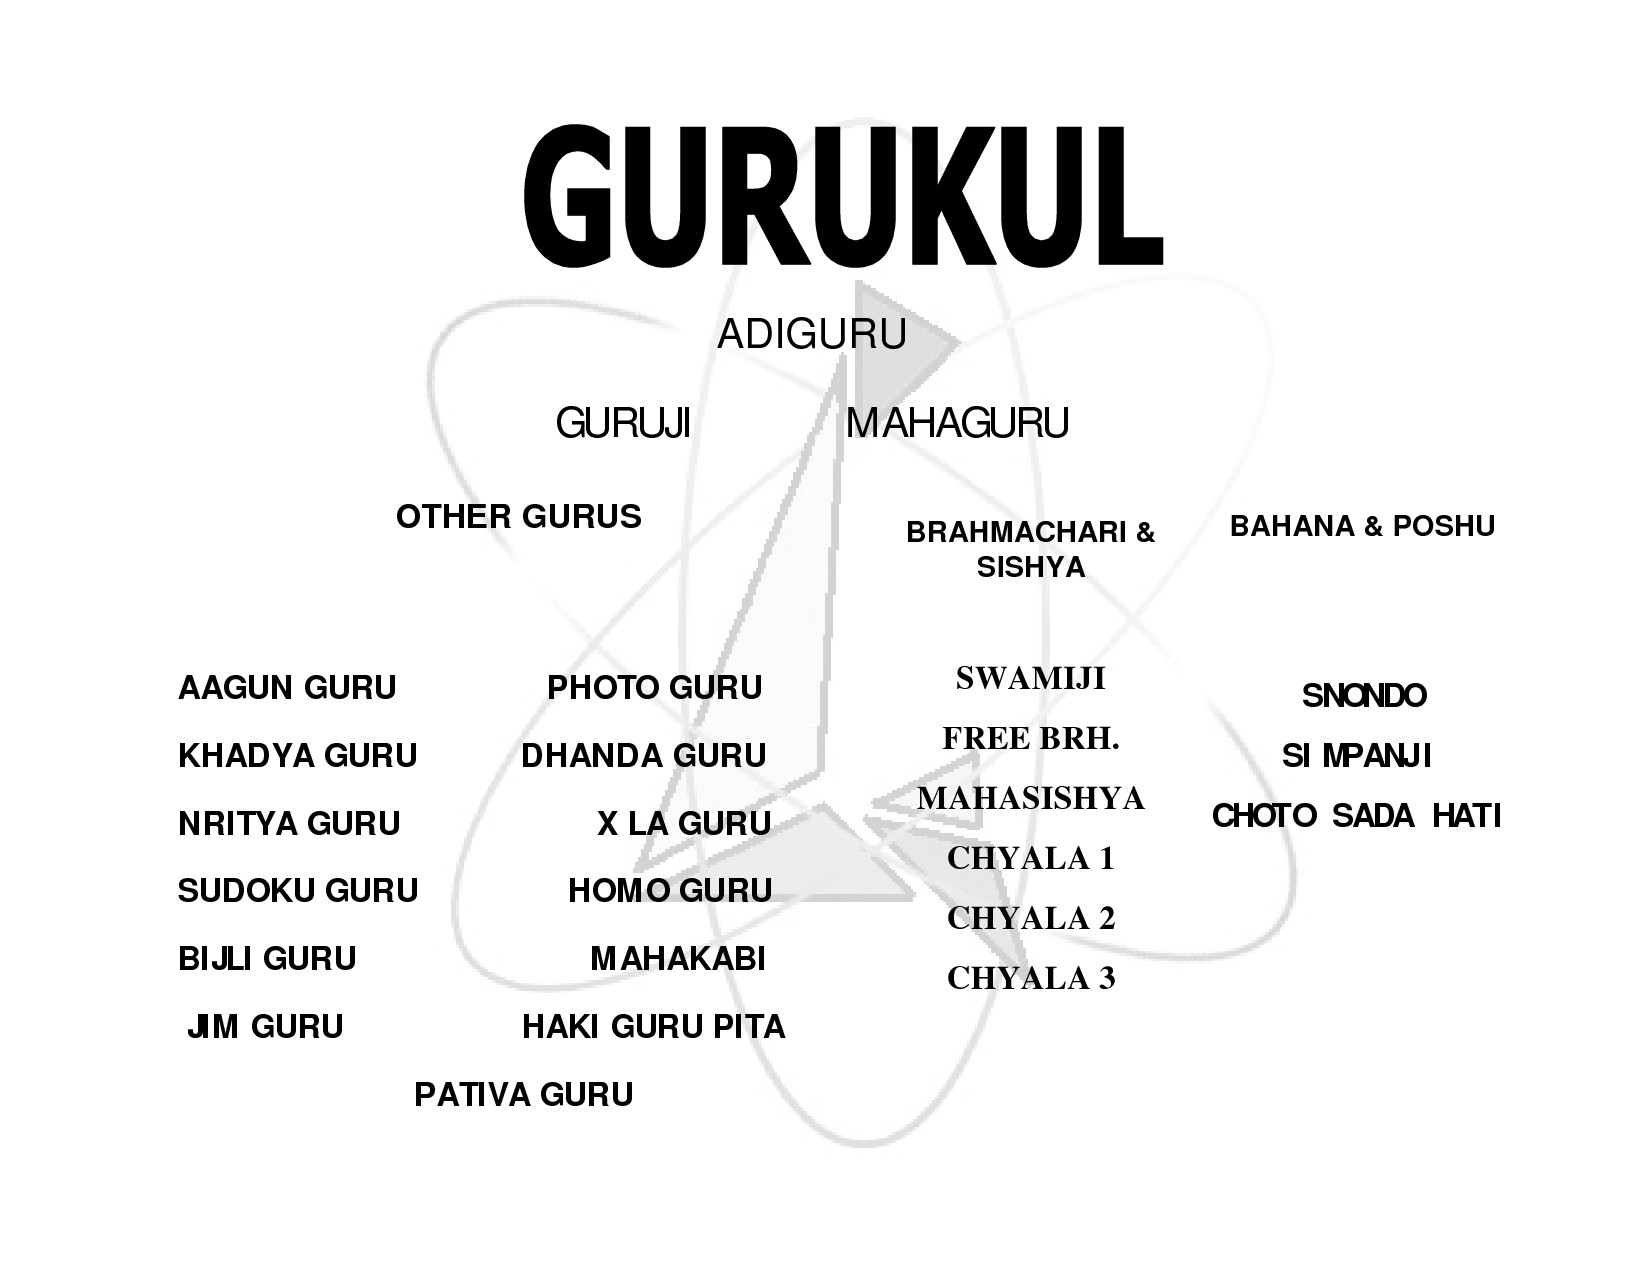 GURUKUL
ADIGURU
GURUJI MAHAGURU
OTHER GURUS
BRAHMACHARI &
SISHYA
BAHANA & POSHU
AAGUN GURU PHOTO GURU
KHADYA GURU DHANDA GURU
NRITYA GURU X LA GURU
SUDOKU GURU HOMO GURU
BIJLI GURU MAHAKABI
JIM GURU HAKI GURU PITA
PATIVA GURU
SWAMIJI
FREE BRH.
MAHASISHYA
CHYALA 1
CHYALA 2
CHYALA 3
SNONDO
SIMPANJI
CHOTO SADA HATI